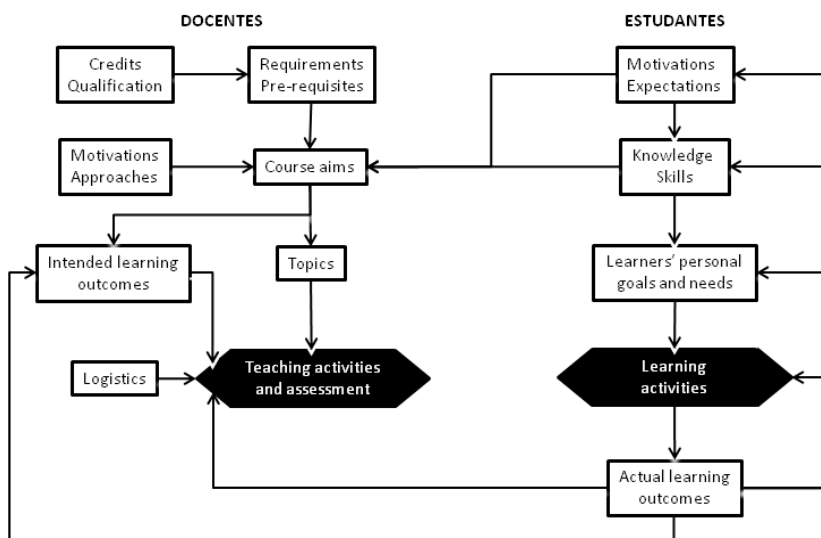 DOCENTES
ESTUDANTES
Credits
Qualification
Requirements
Pre-requisites
Motivations
Expectations
Motivations
Approaches
Course aims
Knowledge
Skills
Intended learning
outcomes
Topics
Learners' personal
goals and needs
Logistics
Teaching activities
and assessment
Learning
activities
Actual learning
outcomes